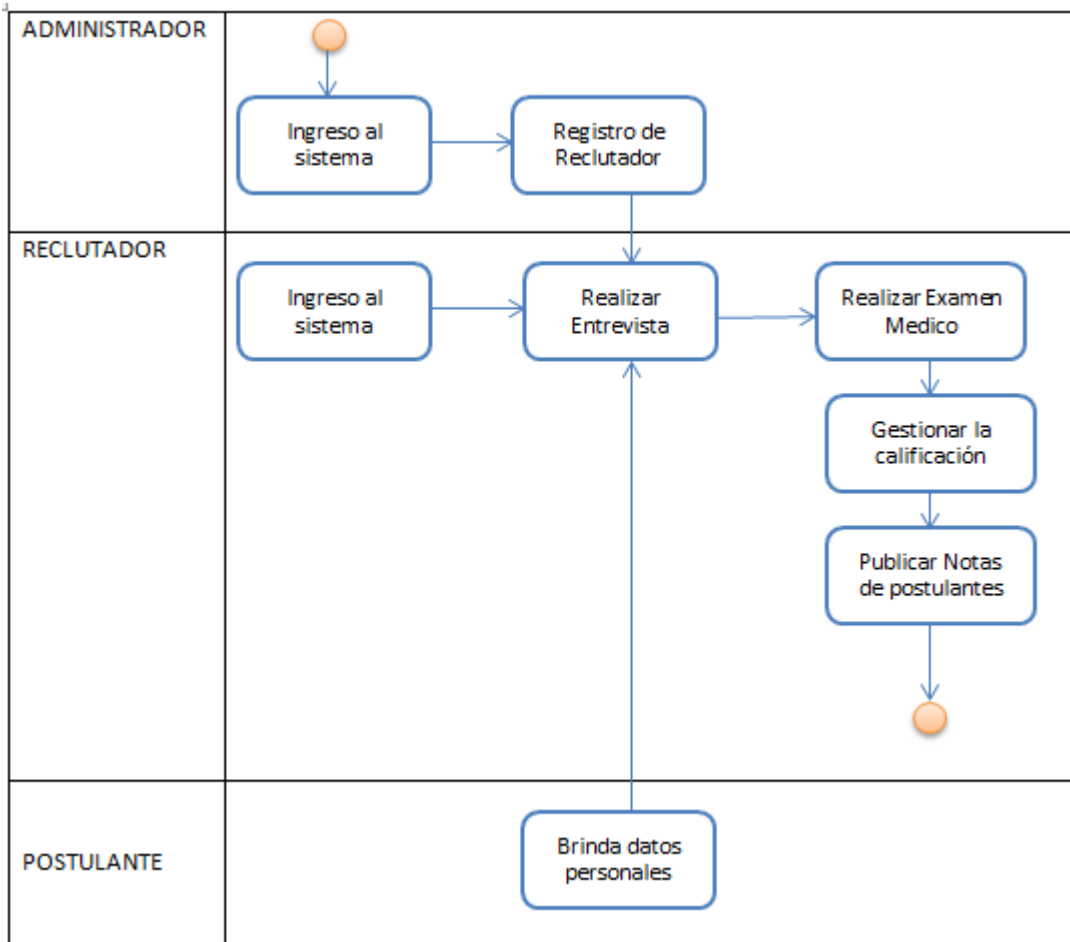 ADMINISTRADOR
Ingreso al
sistema
Registro de
Reclutador
RECLUTADOR
Ingreso al
sistema
Realizar
Entrevista
Realizar Examen
Medico
Gestionar la
calificación
Publicar Notas
de postulantes
POSTULANTE
Brinda datos
personales